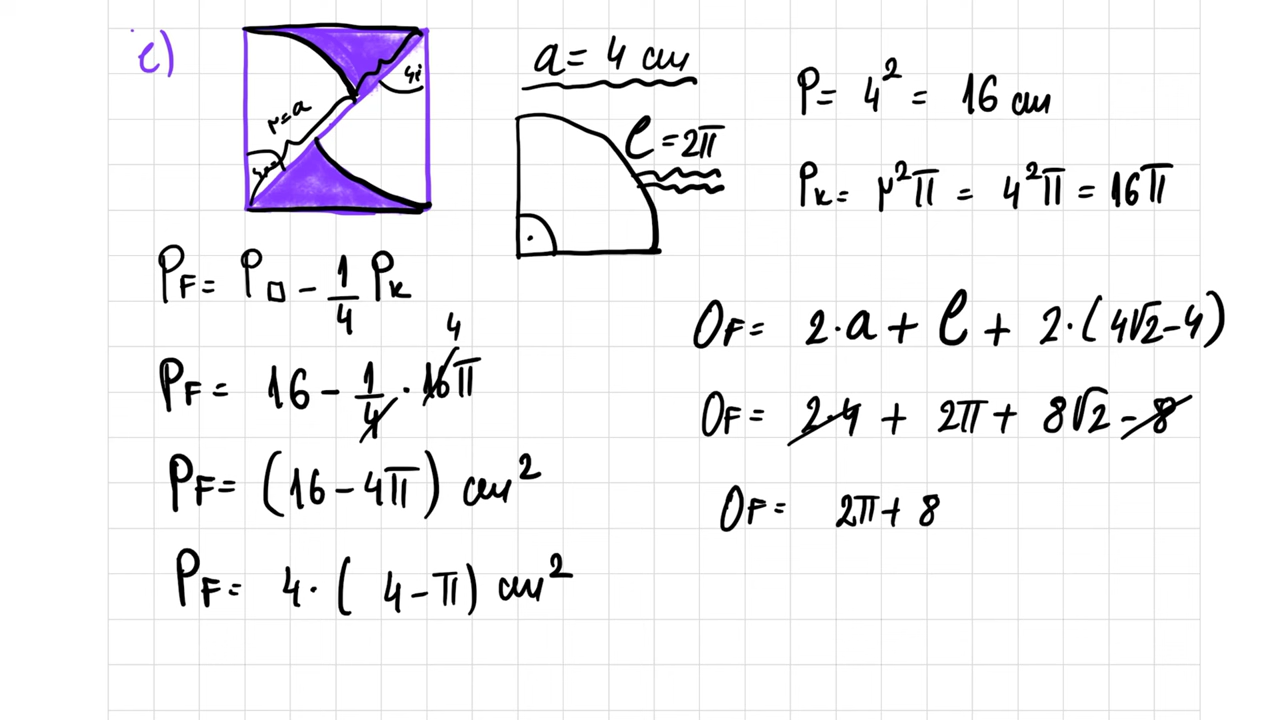 c)
r=a
45°
a = 4 cm
l = 2π
P = 4² = 16 cm
Pk = r²π = 4²π = 16π
PF = P□ - 1/4 Pk
PF = 16 - 1/4 · 16π
4
PF = (16 - 4π) cm²
PF = 4 · ( 4 - π) cm²
OF = 2·a + l + 2·(4√2 - 4)
OF = 2·4 + 2π + 8√2 - 8
OF = 2π + 8